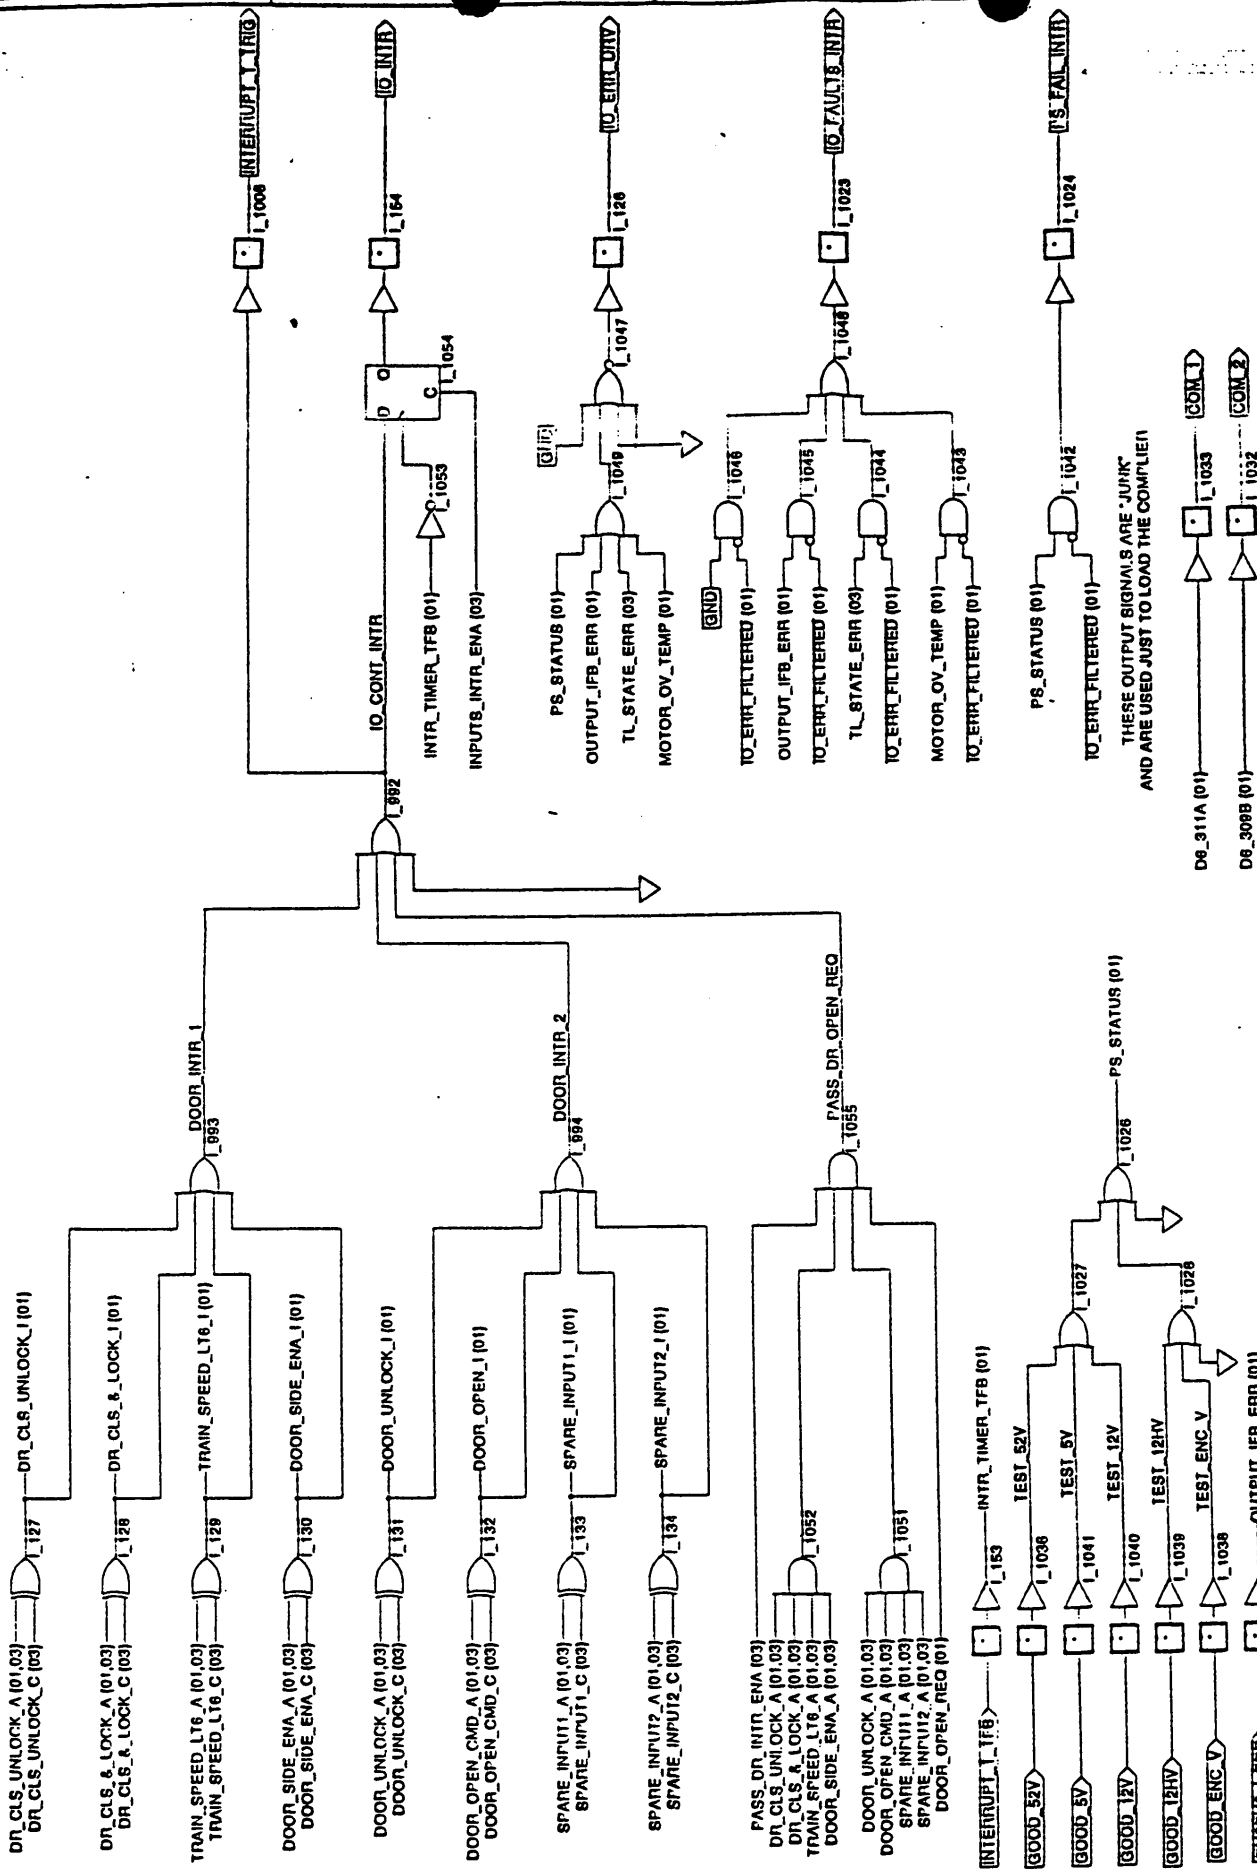 DR_CLS_UNLOCK_A (01,03)
DR_CLS_UNLOCK_C (03)
I_127
DR_CLS_UNLOCK_I (01)
DR_CLS_&_LOCK_A (01,03)
DR_CLS_&_LOCK_C (03)
I_128
DR_CLS_&_LOCK_I (01)
TRAIN_SPEED_LT6_A (01,03)
TRAIN_SPEED_LT6_C (03)
I_129
TRAIN_SPEED_LT6_I (01)
DOOR_SIDE_ENA_A (01,03)
DOOR_SIDE_ENA_C (03)
I_130
DOOR_SIDE_ENA_I (01)
DOOR_UNLOCK_A (01,03)
DOOR_UNLOCK_C (03)
I_131
DOOR_UNLOCK_I (01)
DOOR_OPEN_CMD_A (01,03)
DOOR_OPEN_CMD_C (03)
I_132
DOOR_OPEN_I (01)
SPARE_INPUT1_A (01,03)
SPARE_INPUT1_C (03)
I_133
SPARE_INPUT1_I (01)
SPARE_INPUT2_A (01,03)
SPARE_INPUT2_C (03)
I_134
SPARE_INPUT2_I (01)
I_993
DOOR_INTR_1
I_994
DOOR_INTR_2
PASS_DR_INTR_ENA (03)
DR_CLS_UNLOCK_A (01,03)
DR_CLS_&_LOCK_A (01,03)
TRAIN_SPEED_LT6_A (01,03)
DOOR_SIDE_ENA_A (01,03)
I_1052
DOOR_UNLOCK_A (01,03)
DOOR_OPEN_CMD_A (01,03)
SPARE_INPUT1_A (01,03)
SPARE_INPUT2_A (01,03)
DOOR_OPEN_REQ (01)
I_1051
I_1055
PASS_DR_OPEN_REQ
INTERRUPT_T_TFB
I_153
INTR_TIMER_TFB (01)
GOOD_52V
I_1036
TEST_52V
GOOD_5V
I_1041
TEST_5V
GOOD_12V
I_1040
TEST_12V
GOOD_12HV
I_1039
TEST_12HV
GOOD_ENC_V
I_1038
TEST_ENC_V
OUTPUT_IFB_ERR (01)
I_1027
I_1028
I_1026
PS_STATUS (01)
I_992
IO_CONT_INTR
I_1006
INTERRUPT_T_TRIG
INTR_TIMER_TFB (01)
I_1053
INPUTS_INTR_ENA (03)
D
Q
C
I_1054
I_154
IO_INTR
PS_STATUS (01)
OUTPUT_IFB_ERR (01)
TL_STATE_ERR (03)
MOTOR_OV_TEMP (01)
I_1049
GND
I_1047
I_126
IO_ERR_DRV
GND
TO_ERR_FILTERED (01)
I_1046
OUTPUT_IFB_ERR (01)
TO_ERR_FILTERED (01)
I_1045
TL_STATE_ERR (03)
TO_ERR_FILTERED (01)
I_1044
MOTOR_OV_TEMP (01)
TO_ERR_FILTERED (01)
I_1043
I_1048
I_1023
IO_FAULTS_INTR
PS_STATUS (01)
TO_ERR_FILTERED (01)
I_1042
I_1024
PS_FAIL_INTR
THESE OUTPUT SIGNALS ARE "JUNK"
AND ARE USED JUST TO LOAD THE COMPLIER
D6_311A (01)
I_1033
COM_1
D6_309B (01)
I_1032
COM_2